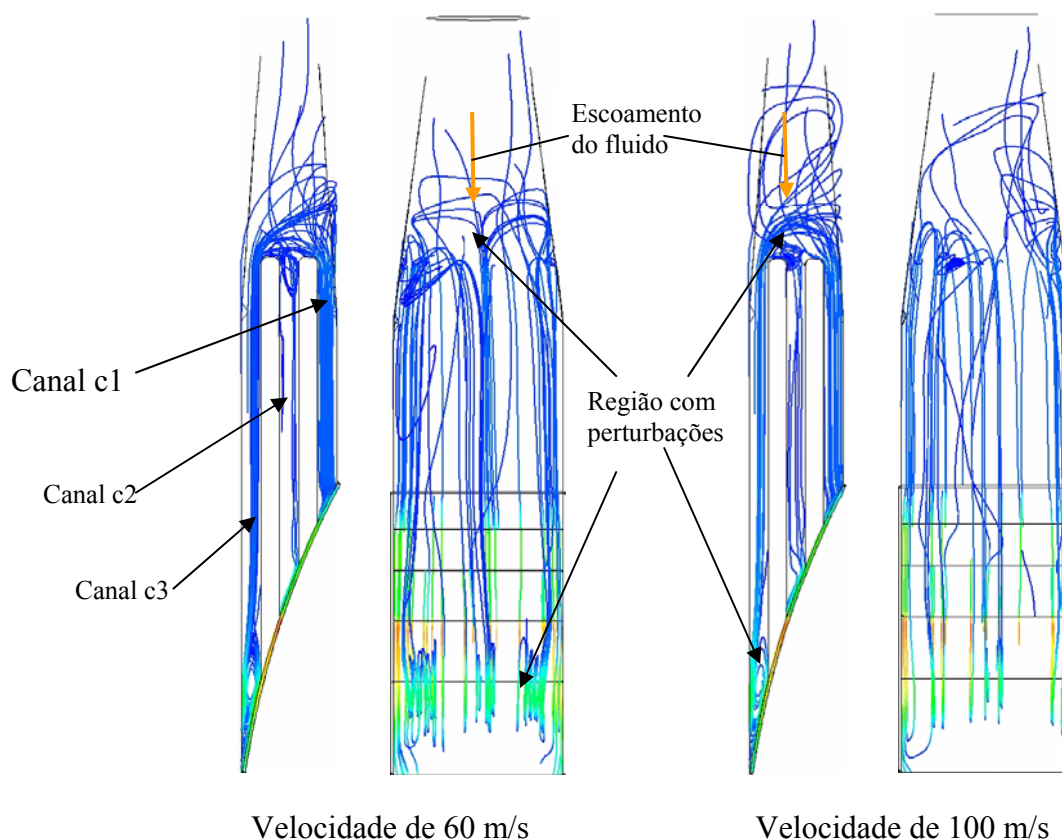 Escoamento
do fluido
Canal c1
Região com
perturbações
Canal c2
Canal c3
Velocidade de 60 m/s
Velocidade de 100 m/s